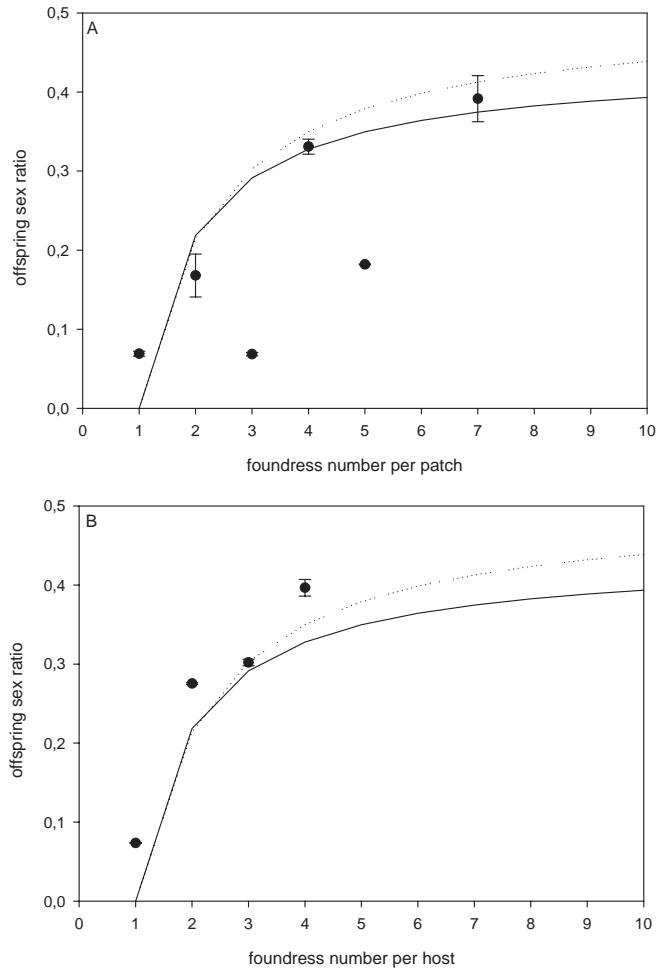 A
0,5
0,4
0,3
0,2
0,1
0,0
offspring sex ratio
0 1 2 3 4 5 6 7 8 9 10
foundress number per patch
B
0,5
0,4
0,3
0,2
0,1
0,0
offspring sex ratio
0 1 2 3 4 5 6 7 8 9 10
foundress number per host